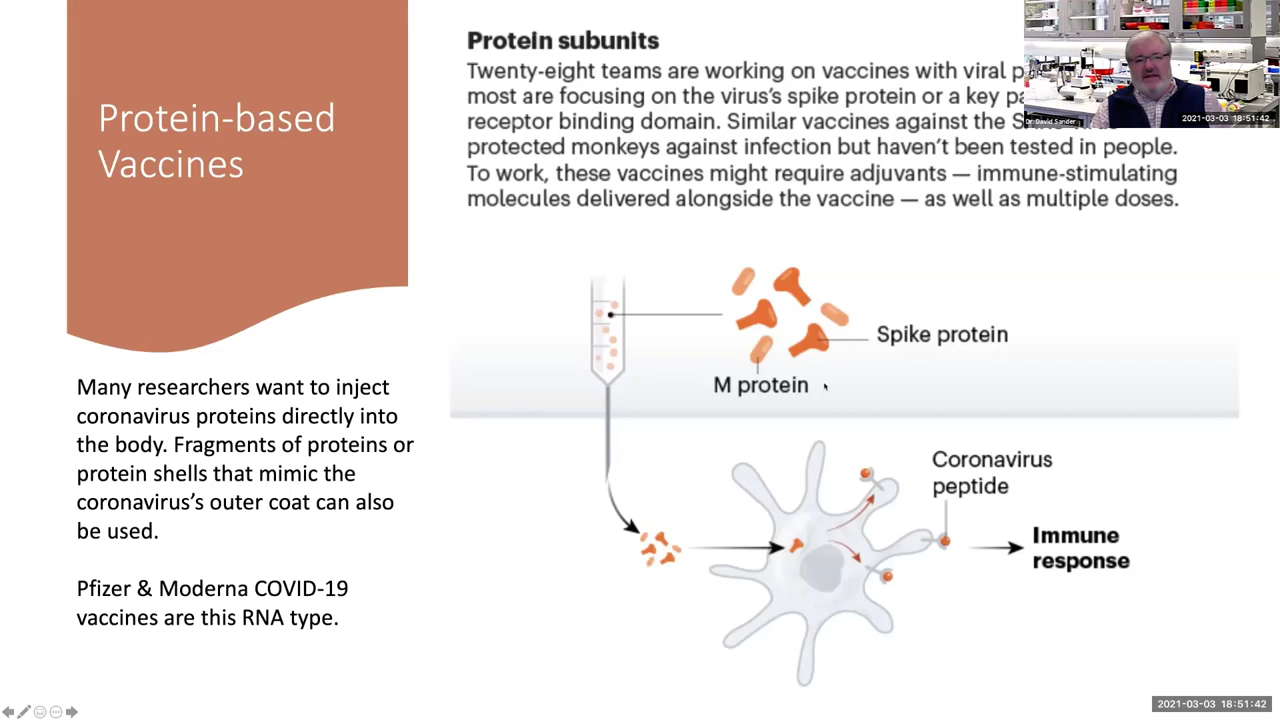 Protein-based
Vaccines
Many researchers want to inject
coronavirus proteins directly into
the body. Fragments of proteins or
protein shells that mimic the
coronavirus's outer coat can also
be used.
Pfizer & Moderna COVID-19
vaccines are this RNA type.
Protein subunits
Twenty-eight teams are working on vaccines with viral
most are focusing on the virus's spike protein or a key
receptor binding domain. Similar vaccines against the
protected monkeys against infection but haven't been tested in people.
To work, these vaccines might require adjuvants — immune-stimulating
molecules delivered alongside the vaccine — as well as multiple doses.
Spike protein
M protein
Coronavirus
peptide
Immune
response
Dr. David Sander
2021-03-03 18:51:42
2021-03-03 18:51:42